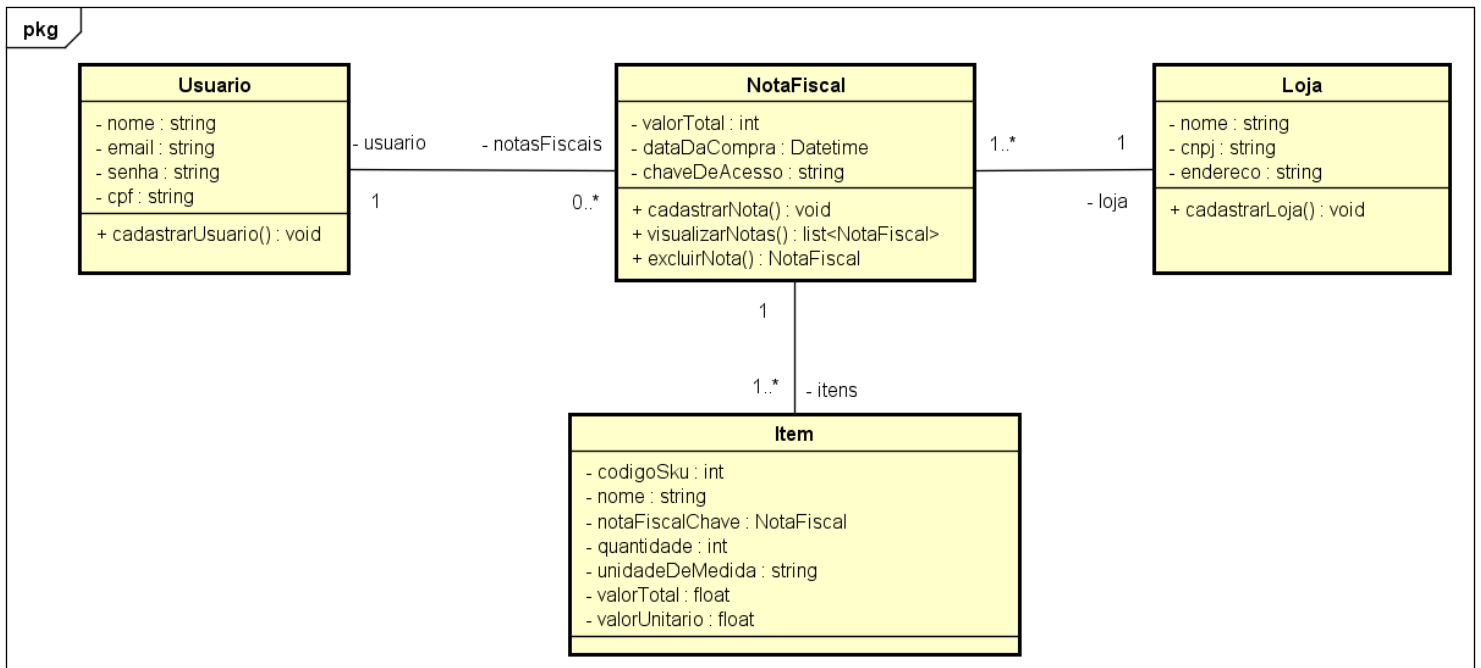 pkg
Usuario
- nome : string
- email : string
- senha : string
- cpf : string
+ cadastrarUsuario() : void
- usuario
1
- notasFiscais
0..*
NotaFiscal
- valorTotal : int
- dataDaCompra : Datetime
- chaveDeAcesso : string
+ cadastrarNota() : void
+ visualizarNotas() : list<NotaFiscal>
+ excluirNota() : NotaFiscal
1..*
1
- loja
Loja
- nome : string
- cnpj : string
- endereco : string
+ cadastrarLoja() : void
1
1..*
- itens
Item
- codigoSku : int
- nome : string
- notaFiscalChave : NotaFiscal
- quantidade : int
- unidadeDeMedida : string
- valorTotal : float
- valorUnitario : float